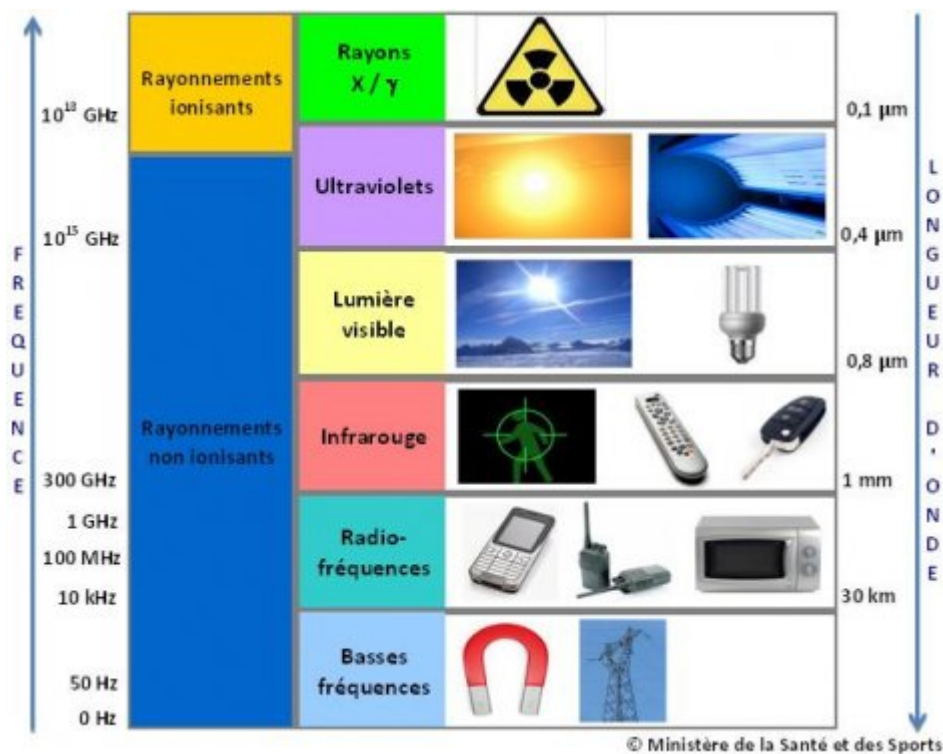 FREQUENCE
10¹⁸ GHz
10¹⁵ GHz
300 GHz
1 GHz
100 MHz
10 kHz
50 Hz
0 Hz
Rayonnements
ionisants
Rayonnements
non ionisants
Rayons
X / γ
Ultraviolets
Lumière
visible
Infrarouge
Radio-
fréquences
Basses
fréquences
0,1 µm
0,4 µm
0,8 µm
1 mm
30 km
LONGUEUR D'ONDE
© Ministère de la Santé et des Sports